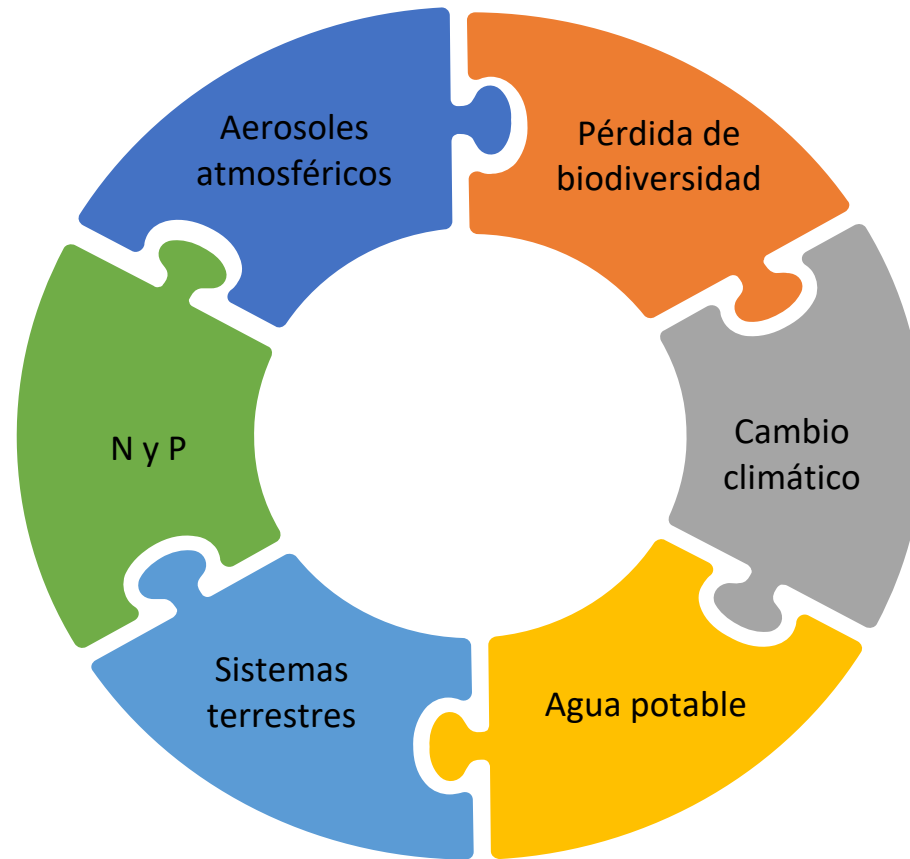 Aerosoles
atmosféricos
Pérdida de
biodiversidad
Cambio
climático
Agua potable
Sistemas
terrestres
N y P